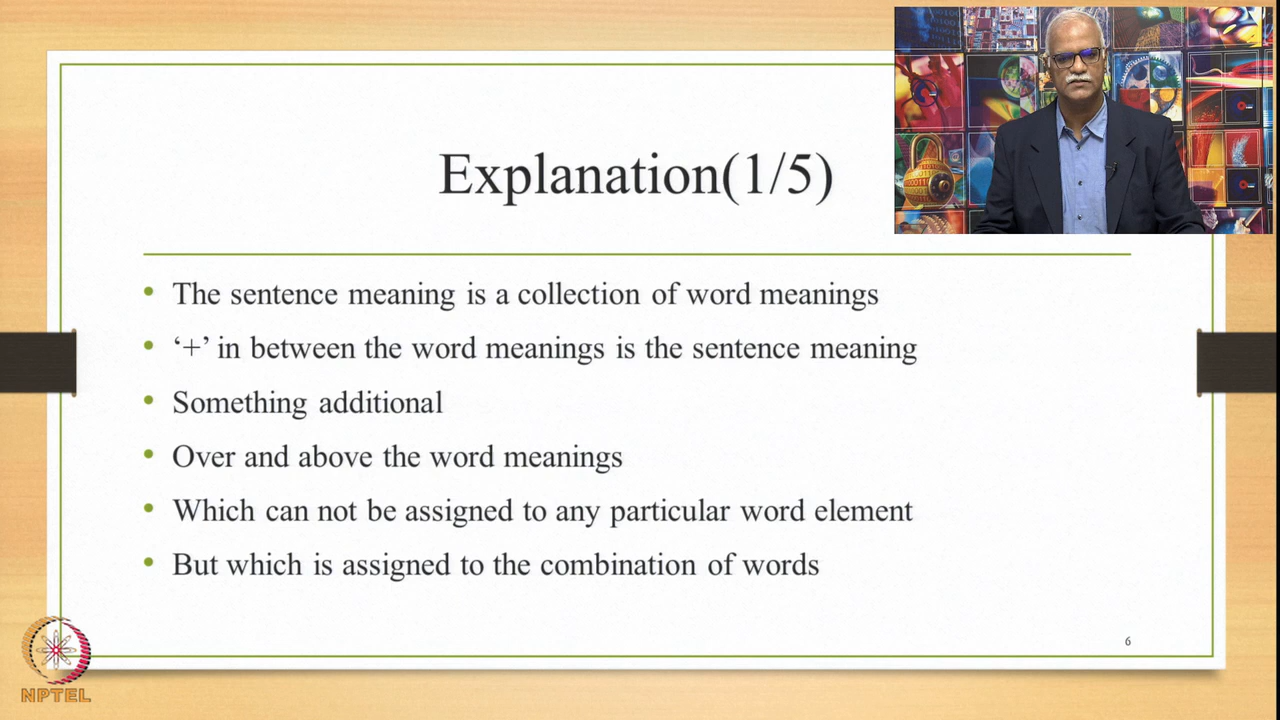 Explanation(1/5)
• The sentence meaning is a collection of word meanings
• ‘+’ in between the word meanings is the sentence meaning
• Something additional
• Over and above the word meanings
• Which can not be assigned to any particular word element
• But which is assigned to the combination of words
6
NPTEL